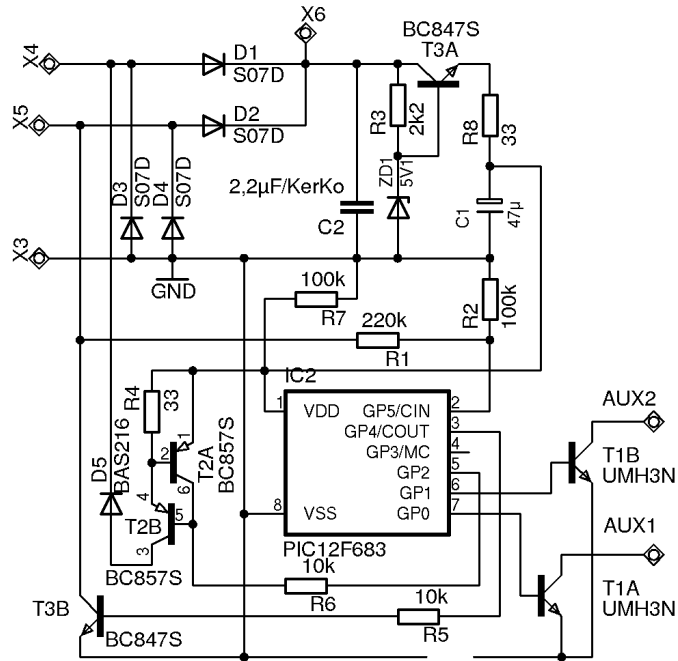 X6
BC847S
T3A
X4
D1
S07D
X5
D2
S07D
R3
2k2
R8
33
D3
S07D
D4
S07D
ZD1
5V1
2,2µF/KerKo
C2
C1
47µ
X3
GND
100k
R7
R2
100k
220k
R1
IC2
R4
33
1
VDD
GP5/CIN
2
GP4/COUT
3
GP3/MC
4
GP2
5
GP1
6
8
VSS
GP0
7
PIC12F683
AUX2
T1B
UMH3N
AUX1
T1A
UMH3N
D5
BAS216
1
2
6
T2A
BC857S
4
5
T2B
3
BC857S
10k
R6
10k
R5
T3B
BC847S